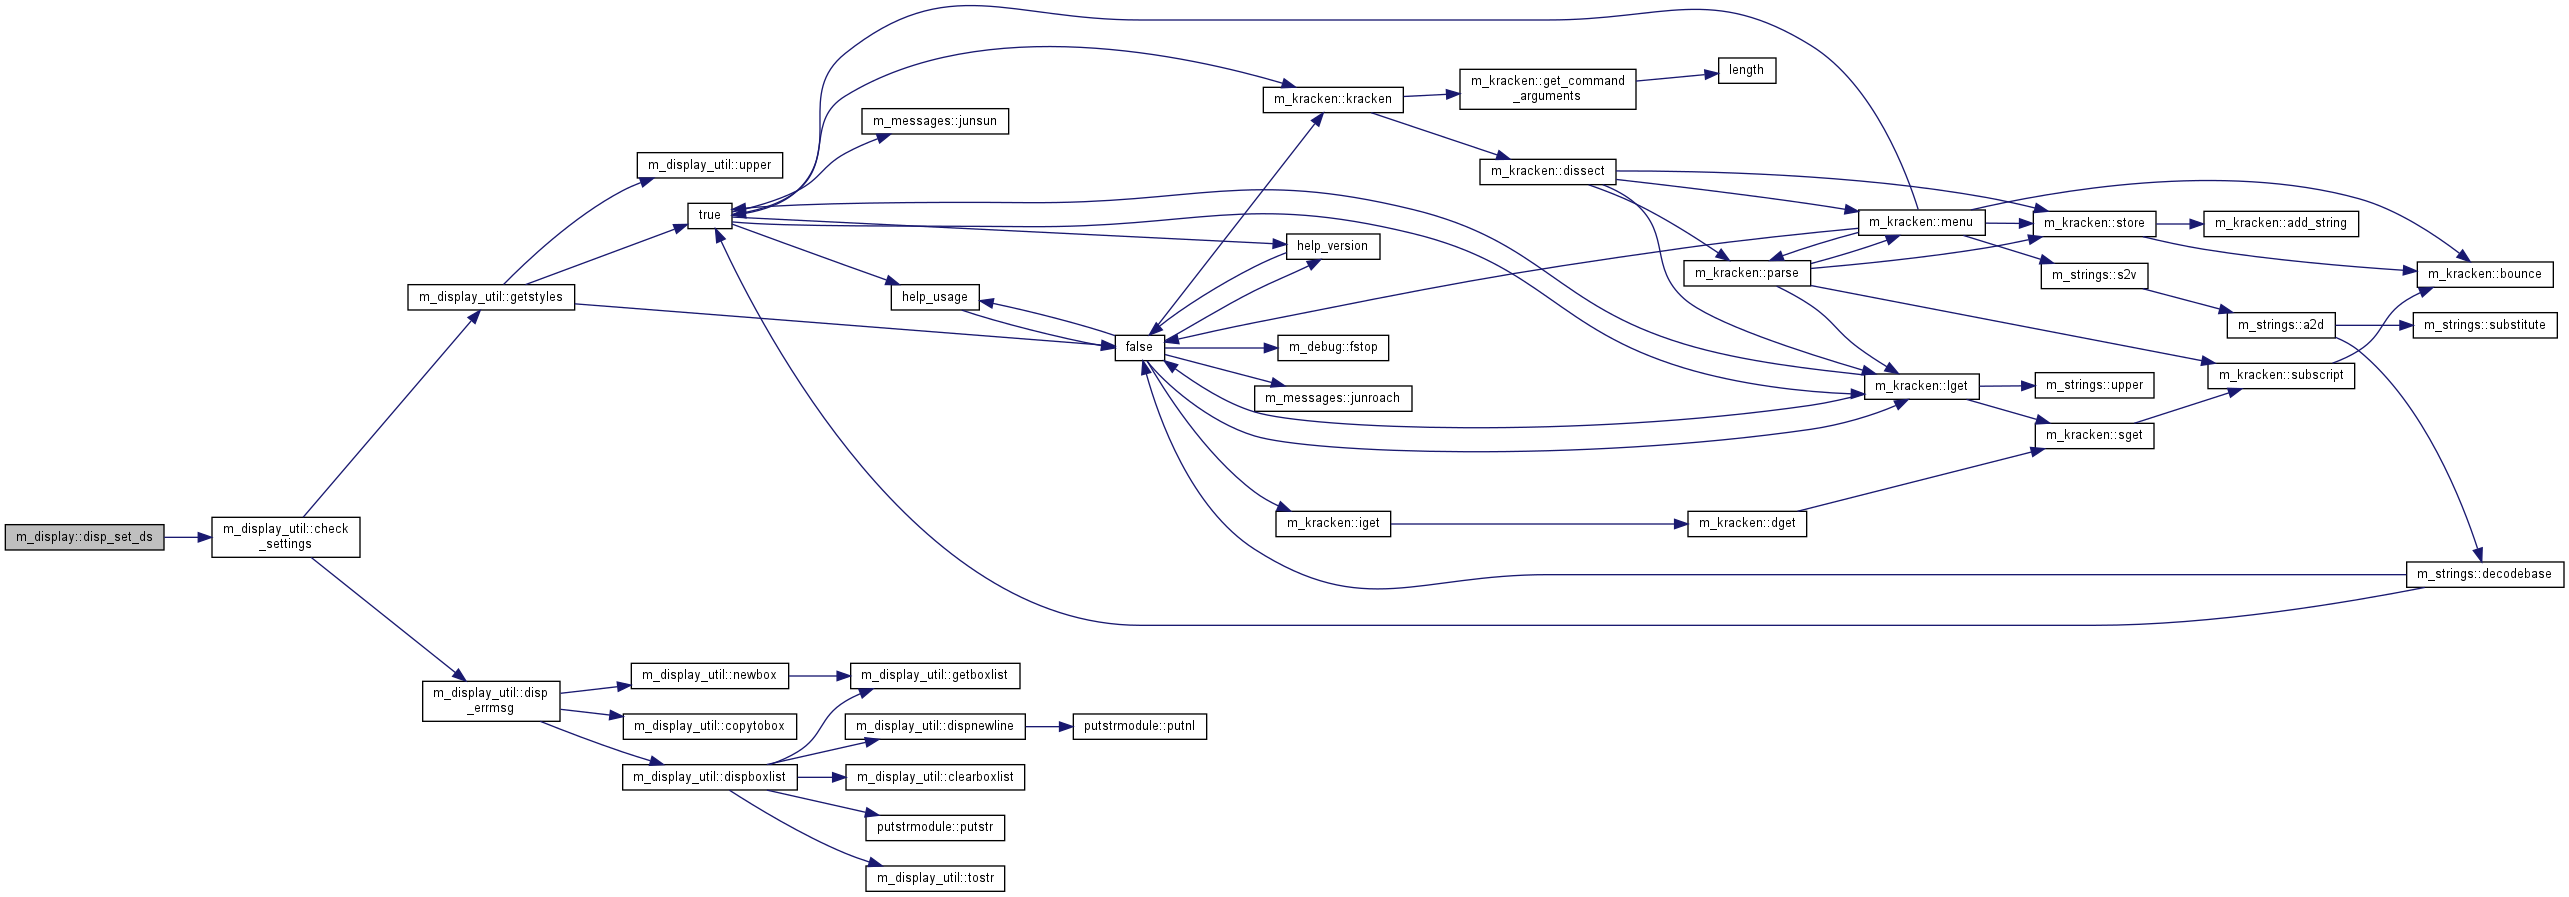 length
m_kracken::get_command
_arguments
m_kracken::kracken
m_messages::junsun
m_display_util::upper
m_kracken::dissect
true
m_kracken::menu
m_kracken::store
m_kracken::add_string
help_version
m_kracken::parse
m_strings::s2v
m_kracken::bounce
m_display_util::getstyles
help_usage
m_strings::a2d
m_strings::substitute
false
m_debug::fstop
m_kracken::subscript
m_messages::junroach
m_kracken::lget
m_strings::upper
m_kracken::sget
m_display::disp_set_ds
m_display_util::check
_settings
m_kracken::iget
m_kracken::dget
m_strings::decodebase
m_display_util::disp
_errmsg
m_display_util::newbox
m_display_util::getboxlist
m_display_util::copytobox
m_display_util::dispnewline
putstrmodule::putnl
m_display_util::dispboxlist
m_display_util::clearboxlist
putstrmodule::putstr
m_display_util::tostr